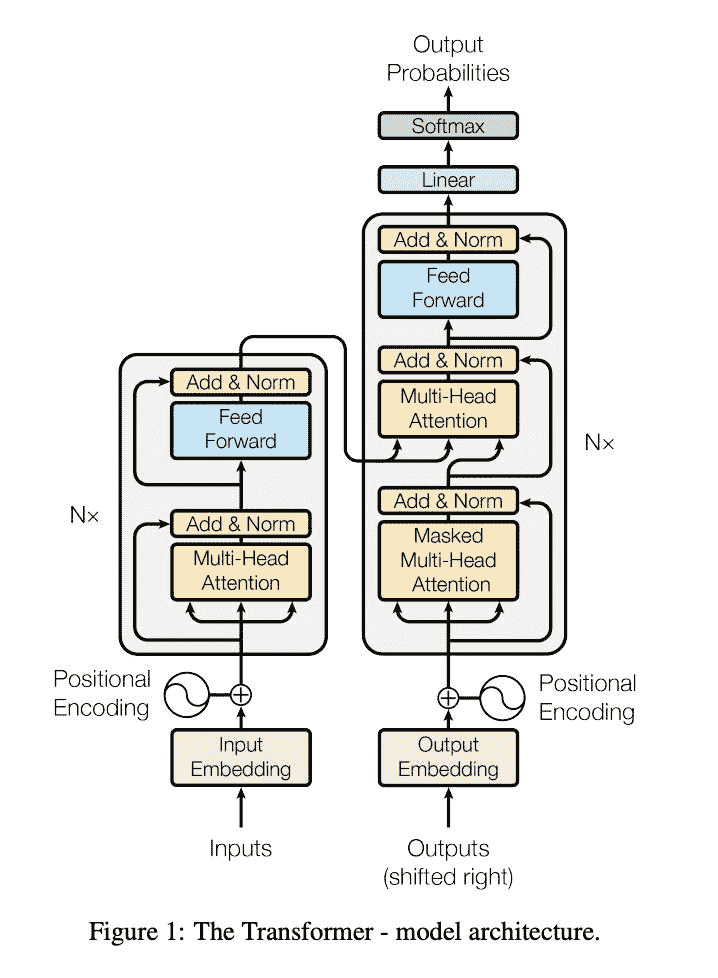 Output
Probabilities
Softmax
Linear
Add & Norm
Feed
Forward
Add & Norm
Multi-Head
Attention
Add & Norm
Masked
Multi-Head
Attention
Nx
Add & Norm
Feed
Forward
Add & Norm
Multi-Head
Attention
Nx
Positional
Encoding
Positional
Encoding
Input
Embedding
Output
Embedding
Inputs
Outputs
(shifted right)
Figure 1: The Transformer - model architecture.